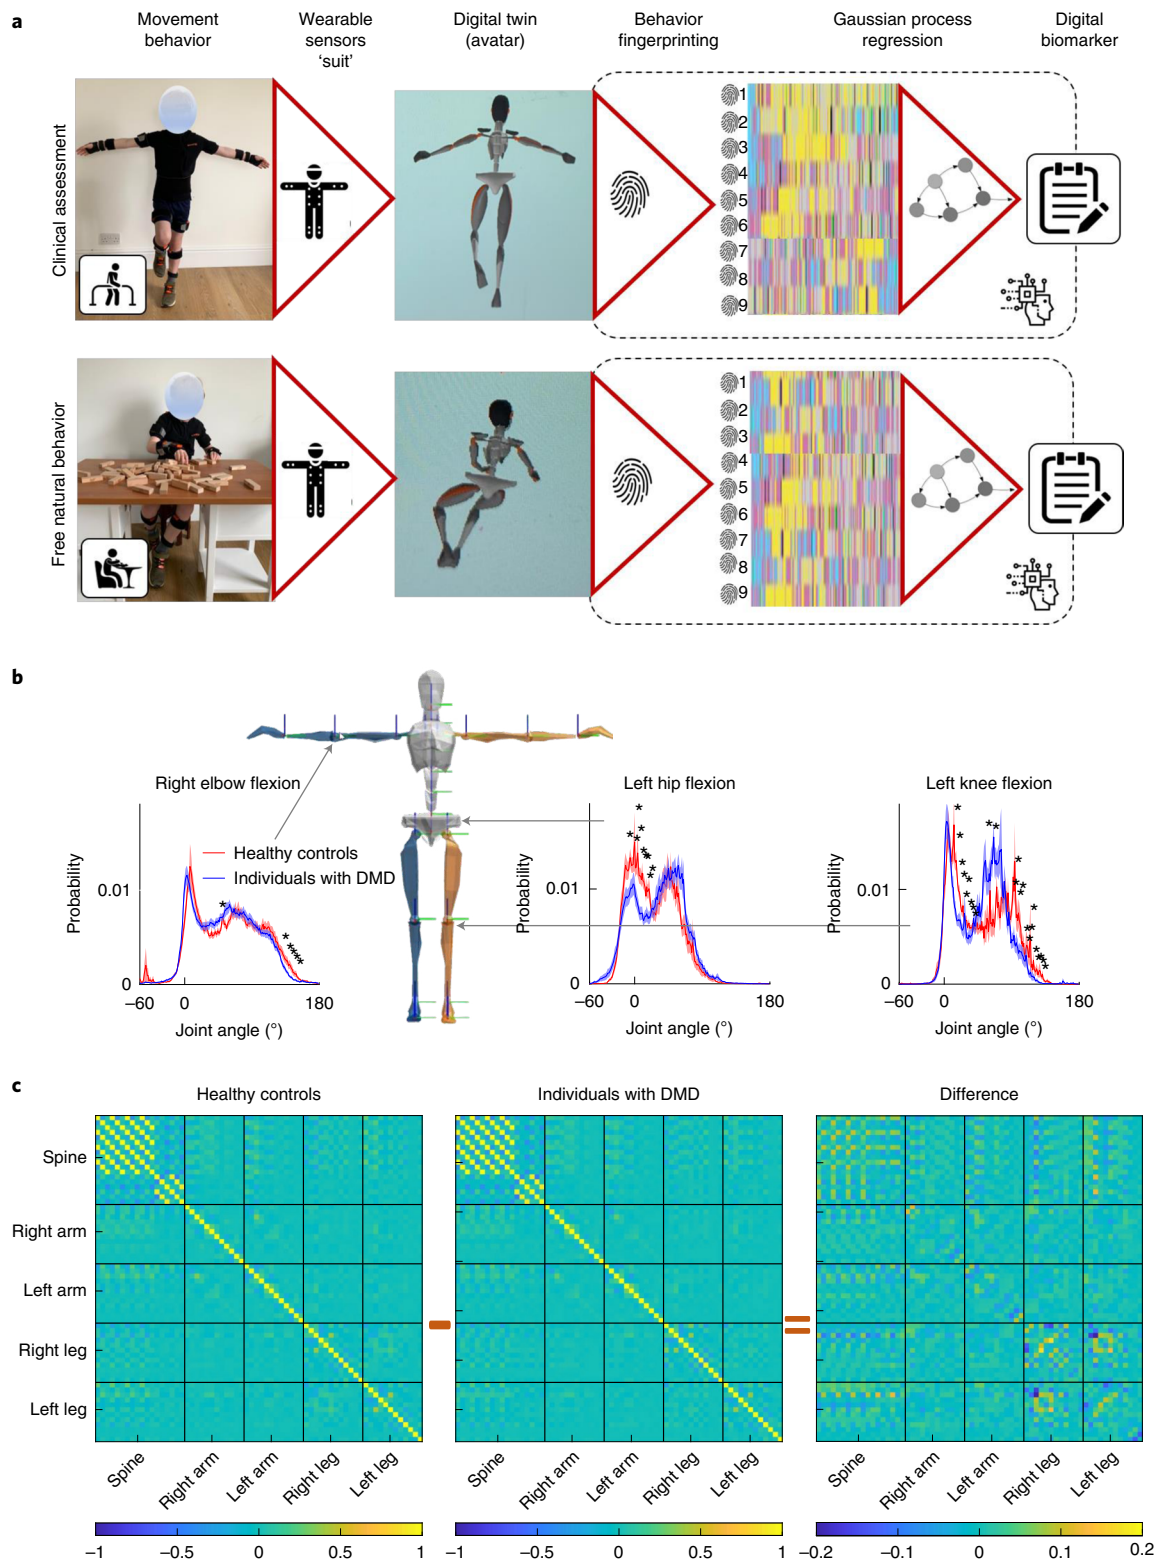 a
Movement
behavior
Wearable
sensors
'suit'
Digital twin
(avatar)
Behavior
fingerprinting
Gaussian process
regression
Digital
biomarker
Clinical assessment
1
2
3
4
5
6
7
8
9
Free natural behavior
1
2
3
4
5
6
7
8
9
b
Right elbow flexion
Healthy controls
Individuals with DMD
Probability
0.01
0
−60
0
180
Joint angle (°)
Left hip flexion
Probability
0.01
0
−60
0
180
Joint angle (°)
Left knee flexion
Probability
0.01
0
−60
0
180
Joint angle (°)
c
Healthy controls
Individuals with DMD
Difference
Spine
Right arm
Left arm
Right leg
Left leg
Spine
Right arm
Left arm
Right leg
Left leg
Spine
Right arm
Left arm
Right leg
Left leg
Spine
Right arm
Left arm
Right leg
Left leg
−1
−0.5
0
0.5
1
−1
−0.5
0
0.5
1
−0.2
−0.1
0
0.1
0.2